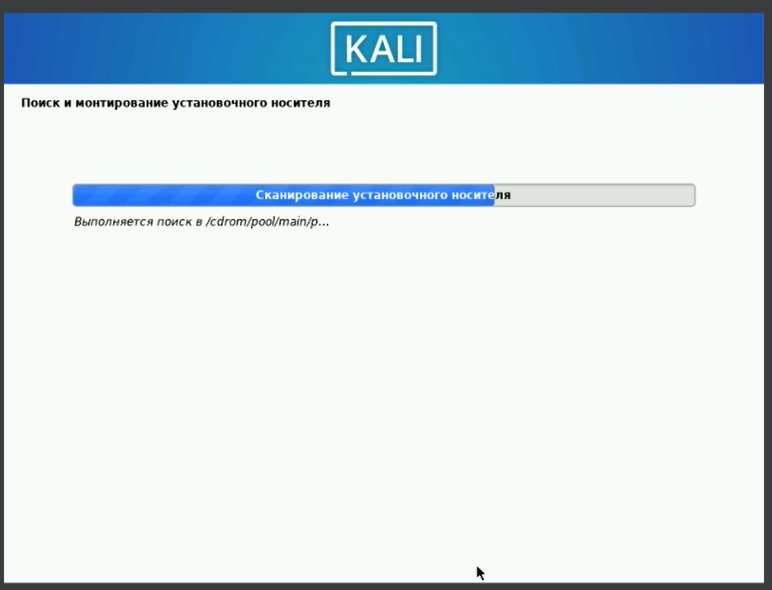 KALI
Поиск и монтирование установочного носителя
Сканирование установочного носителя
Выполняется поиск в /cdrom/pool/main/p...